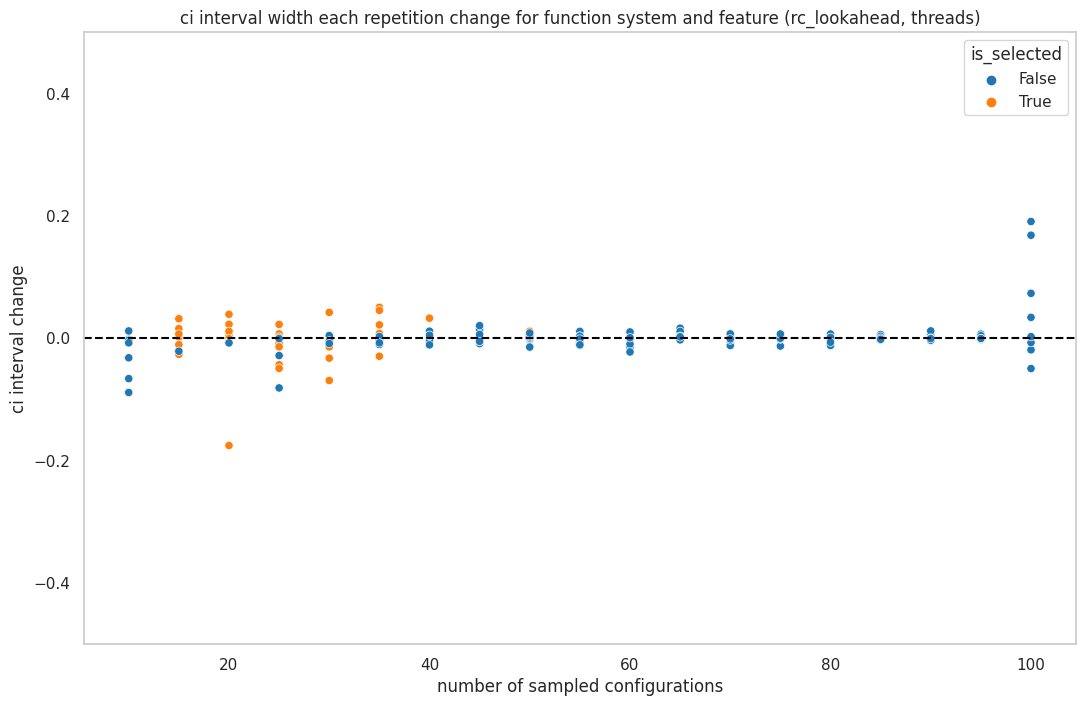 ci interval width each repetition change for function system and feature (rc_lookahead, threads)
is_selected
False
True
0.4
0.2
0.0
−0.2
−0.4
ci interval change
20
40
60
80
100
number of sampled configurations